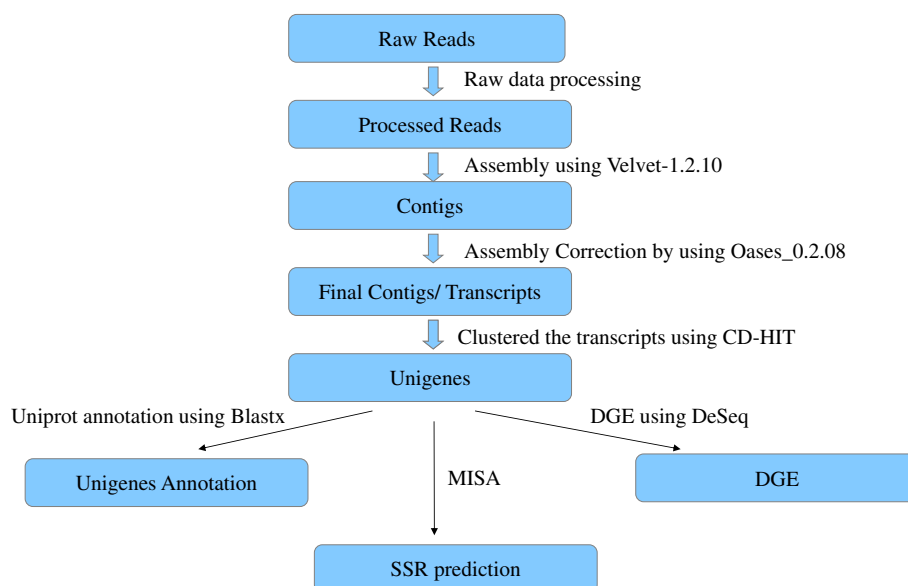 Raw Reads
Raw data processing
Processed Reads
Assembly using Velvet-1.2.10
Contigs
Assembly Correction by using Oases_0.2.08
Final Contigs/ Transcripts
Clustered the transcripts using CD-HIT
Unigenes
Uniprot annotation using Blastx
DGE using DeSeq
Unigenes Annotation
MISA
DGE
SSR prediction